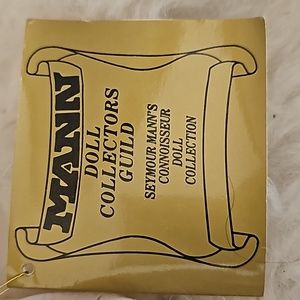 MANN
DOLL
COLLECTORS
GUILD
SEYMOUR MANN'S
CONNOISSEUR
DOLL
COLLECTION